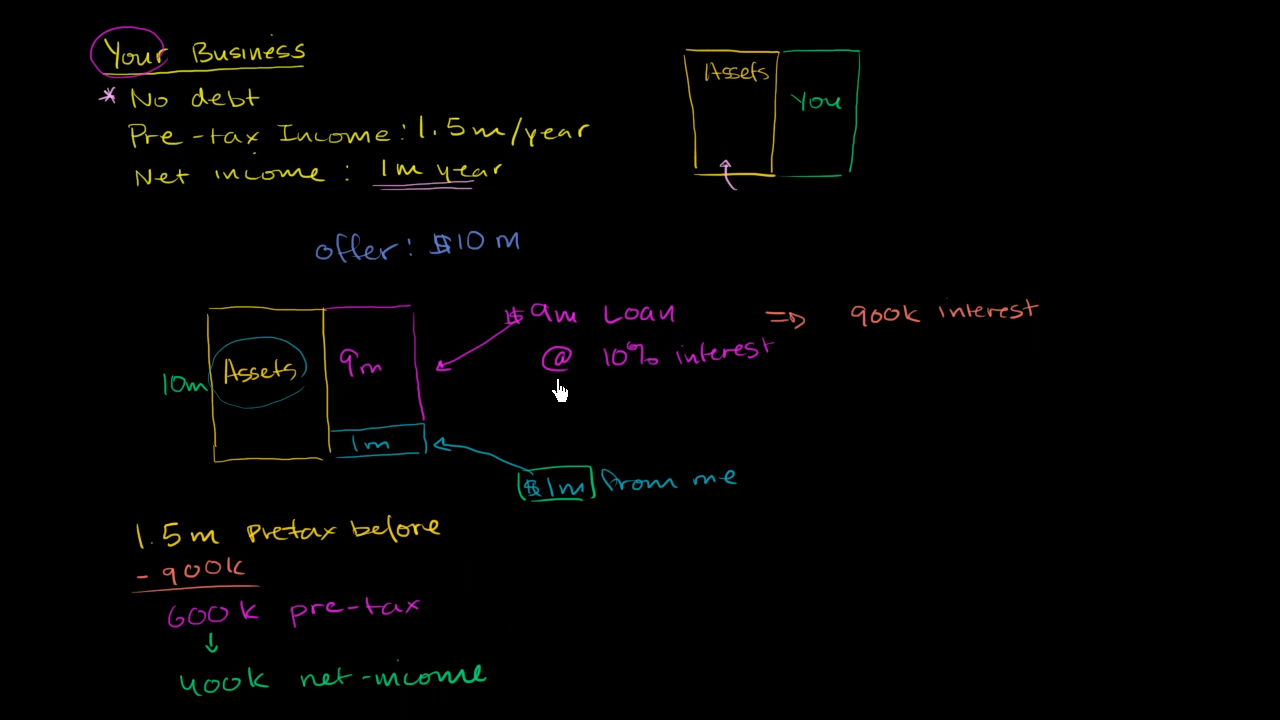 Your Business
* No debt
Pre-tax Income: 1.5m/year
Net income: 1m year
Assets
You
offer: $10m
10m
Assets
9m
1m
$9m Loan
@ 10% interest
=> 900k interest
$1m from me
1.5m pretax before
- 900k
600k pre-tax
↓
400k net-income